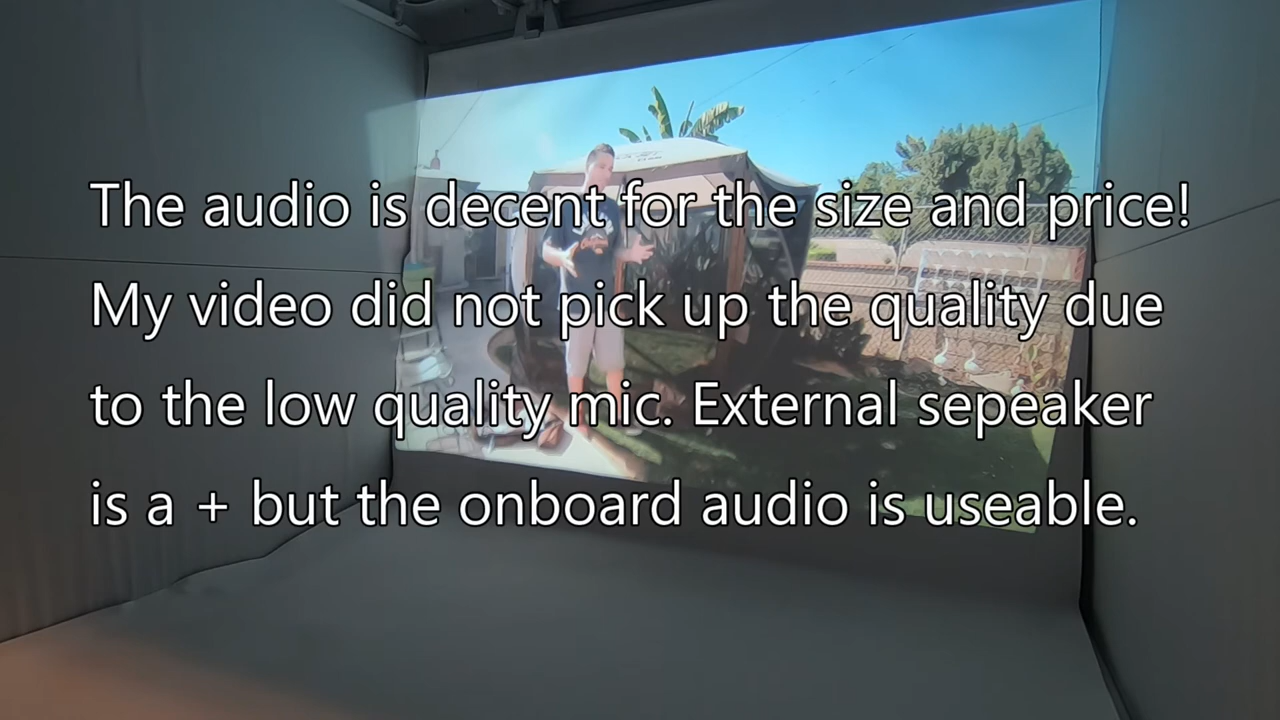 The audio is decent for the size and price!
My video did not pick up the quality due
to the low quality mic. External sepeaker
is a + but the onboard audio is useable.